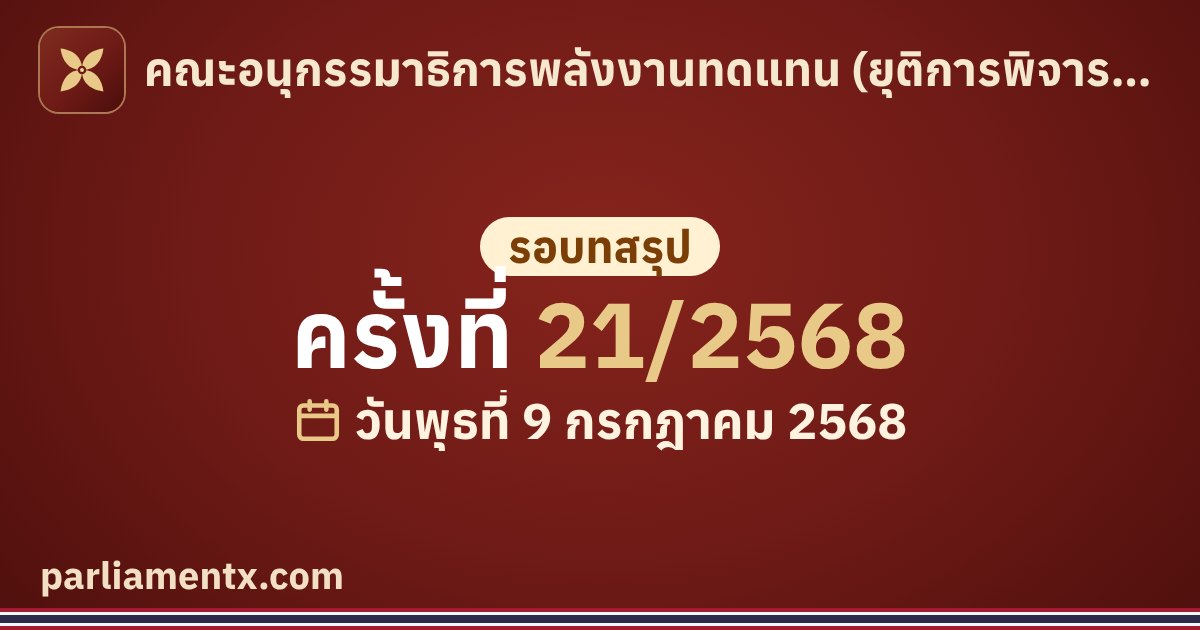 คณะอนุกรรมาธิการพลังงานทดแทน (ยุติการพิจาร...
รอบทสรุป
ครั้งที่ 21/2568
วันพุธที่ 9 กรกฎาคม 2568
parliamentx.com